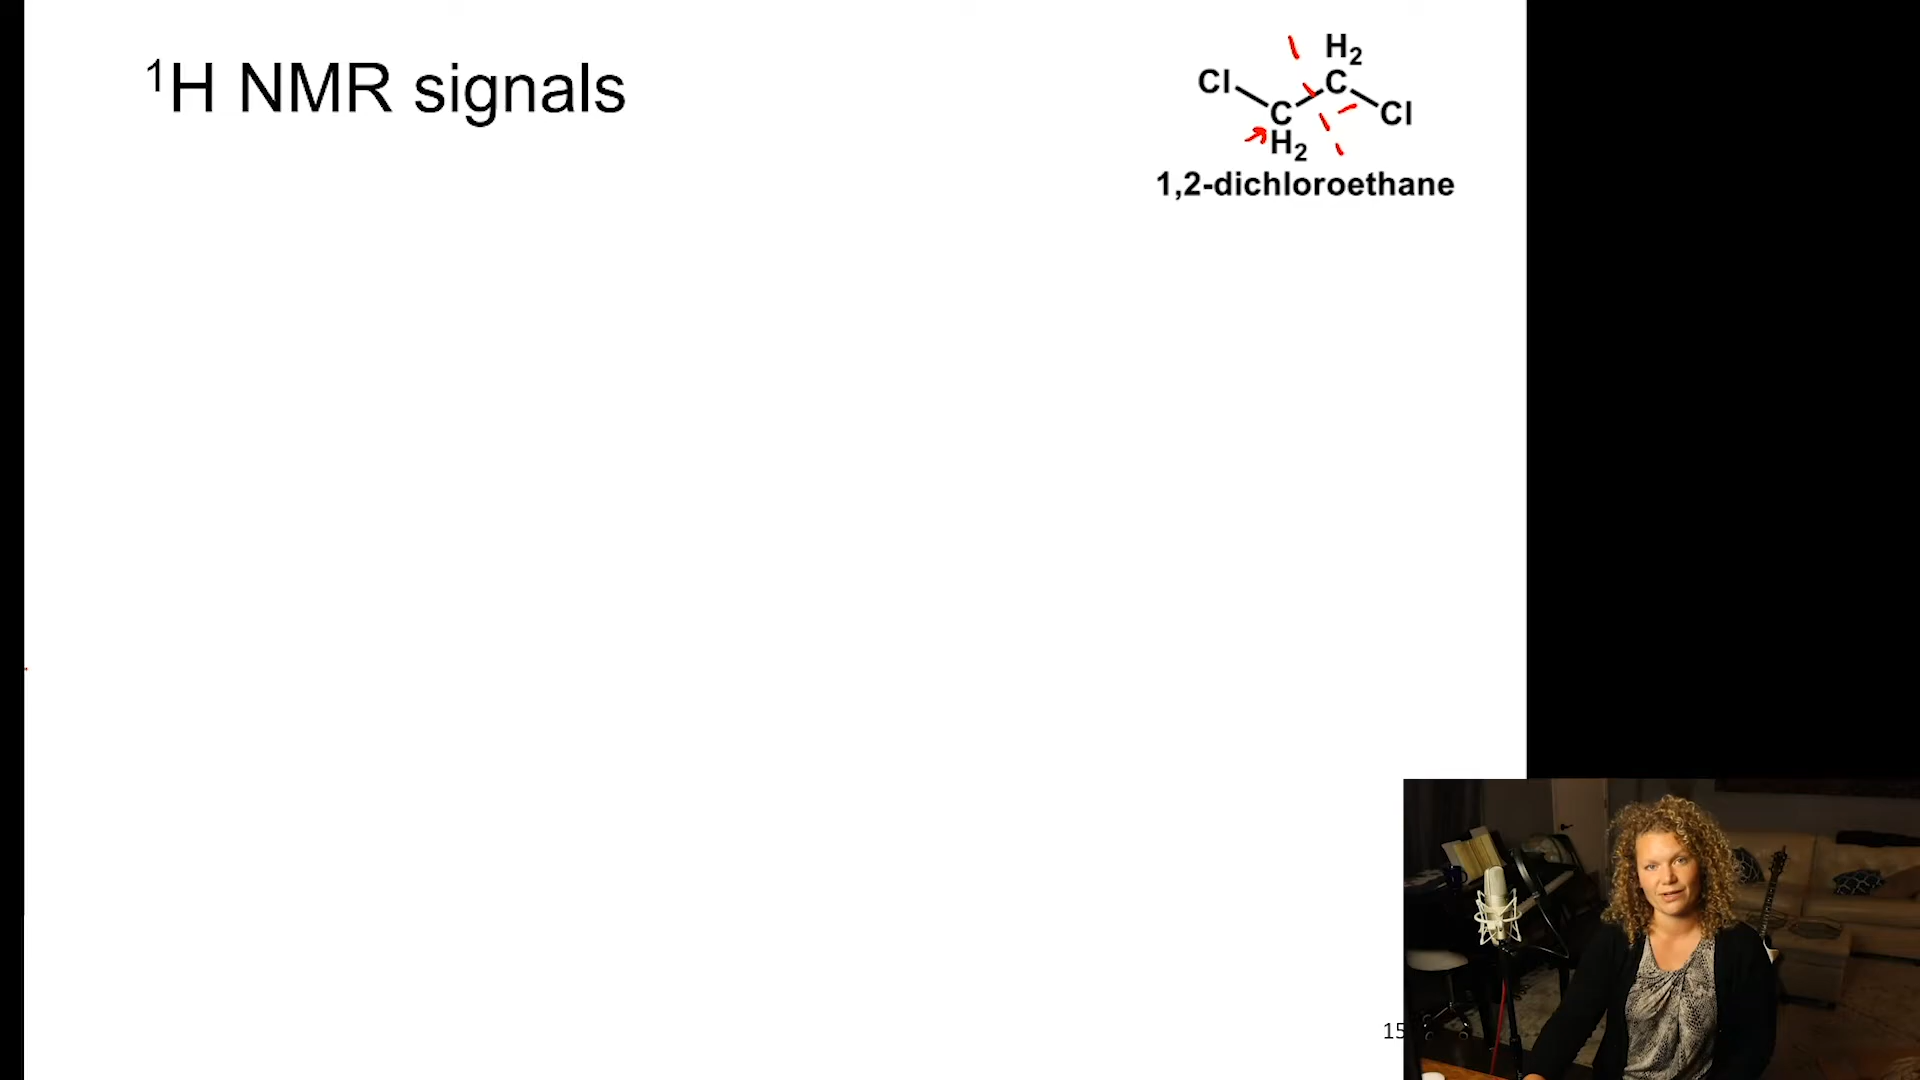 ¹H NMR signals
H₂
Cl C
C Cl
H₂
1,2-dichloroethane
15